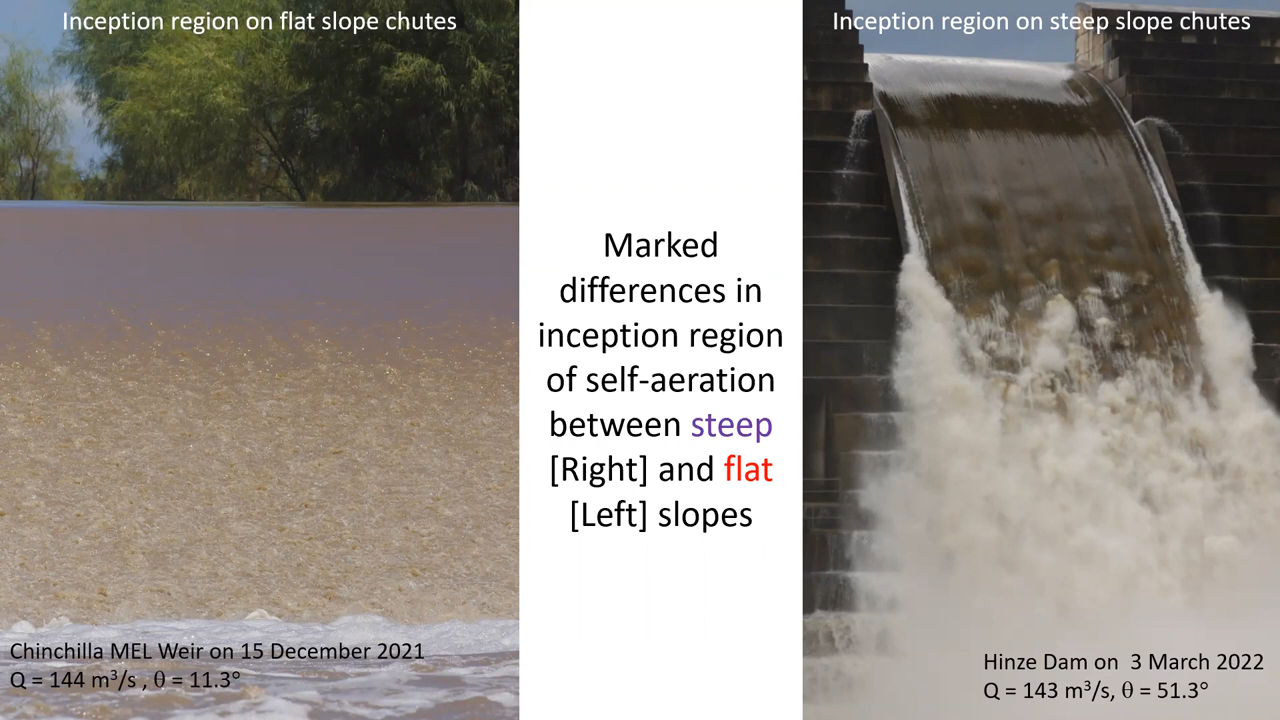 Inception region on flat slope chutes
Inception region on steep slope chutes
Marked
differences in
inception region
of self-aeration
between steep
[Right] and flat
[Left] slopes
Chinchilla MEL Weir on 15 December 2021
Q = 144 m³/s , θ = 11.3°
Hinze Dam on  3 March 2022
Q = 143 m³/s, θ = 51.3°